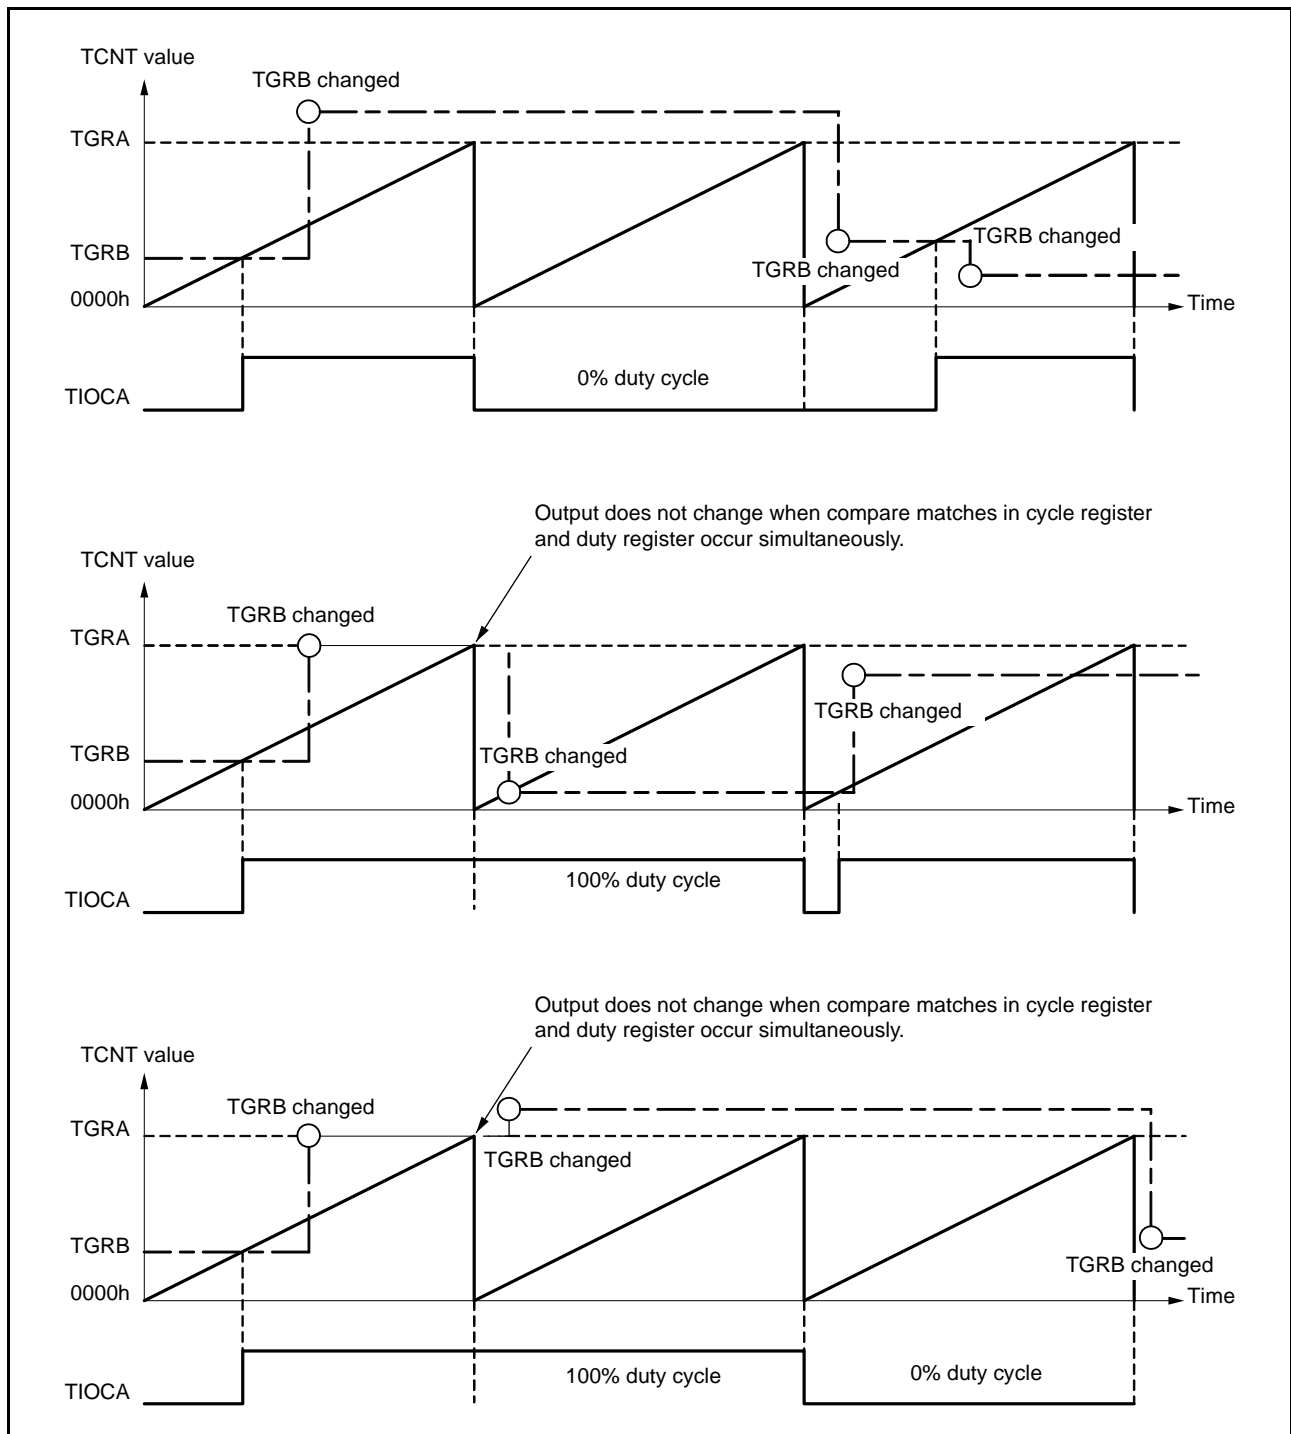 TCNT value
TGRB changed
TGRA
TGRB
TGRB changed
TGRB changed
0000h
Time
0% duty cycle
TIOCA
Output does not change when compare matches in cycle register
and duty register occur simultaneously.
TCNT value
TGRB changed
TGRA
TGRB changed
TGRB
TGRB changed
0000h
Time
100% duty cycle
TIOCA
Output does not change when compare matches in cycle register
and duty register occur simultaneously.
TCNT value
TGRB changed
TGRA
TGRB changed
TGRB
TGRB changed
0000h
Time
100% duty cycle
0% duty cycle
TIOCA